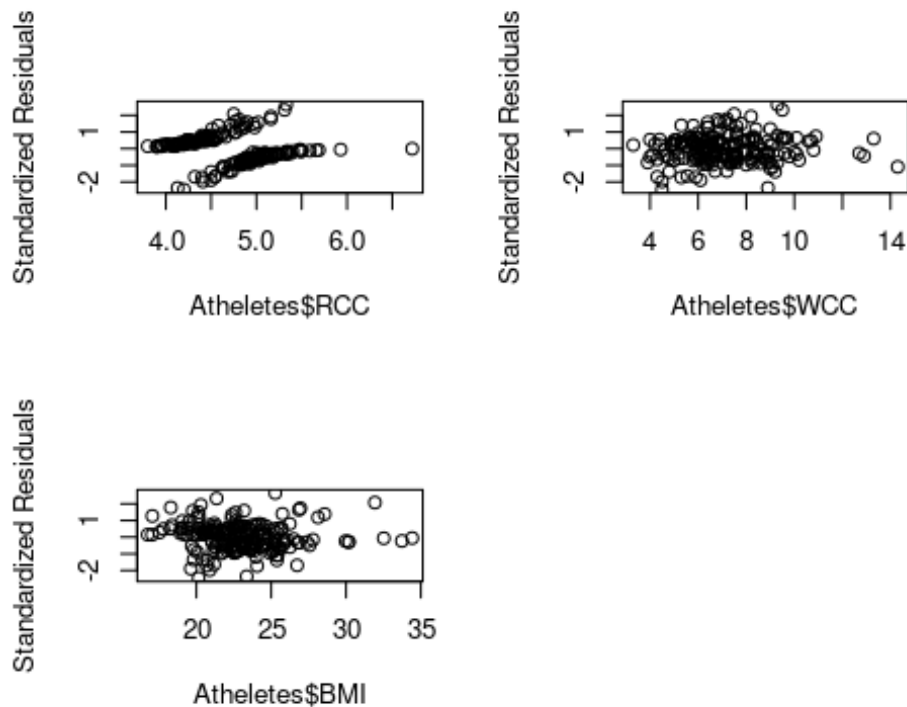 Standardized Residuals
1
-2
4.0 5.0 6.0
Atheletes$RCC
Standardized Residuals
1
-2
4 6 8 10 14
Atheletes$WCC
Standardized Residuals
1
-2
20 25 30 35
Atheletes$BMI